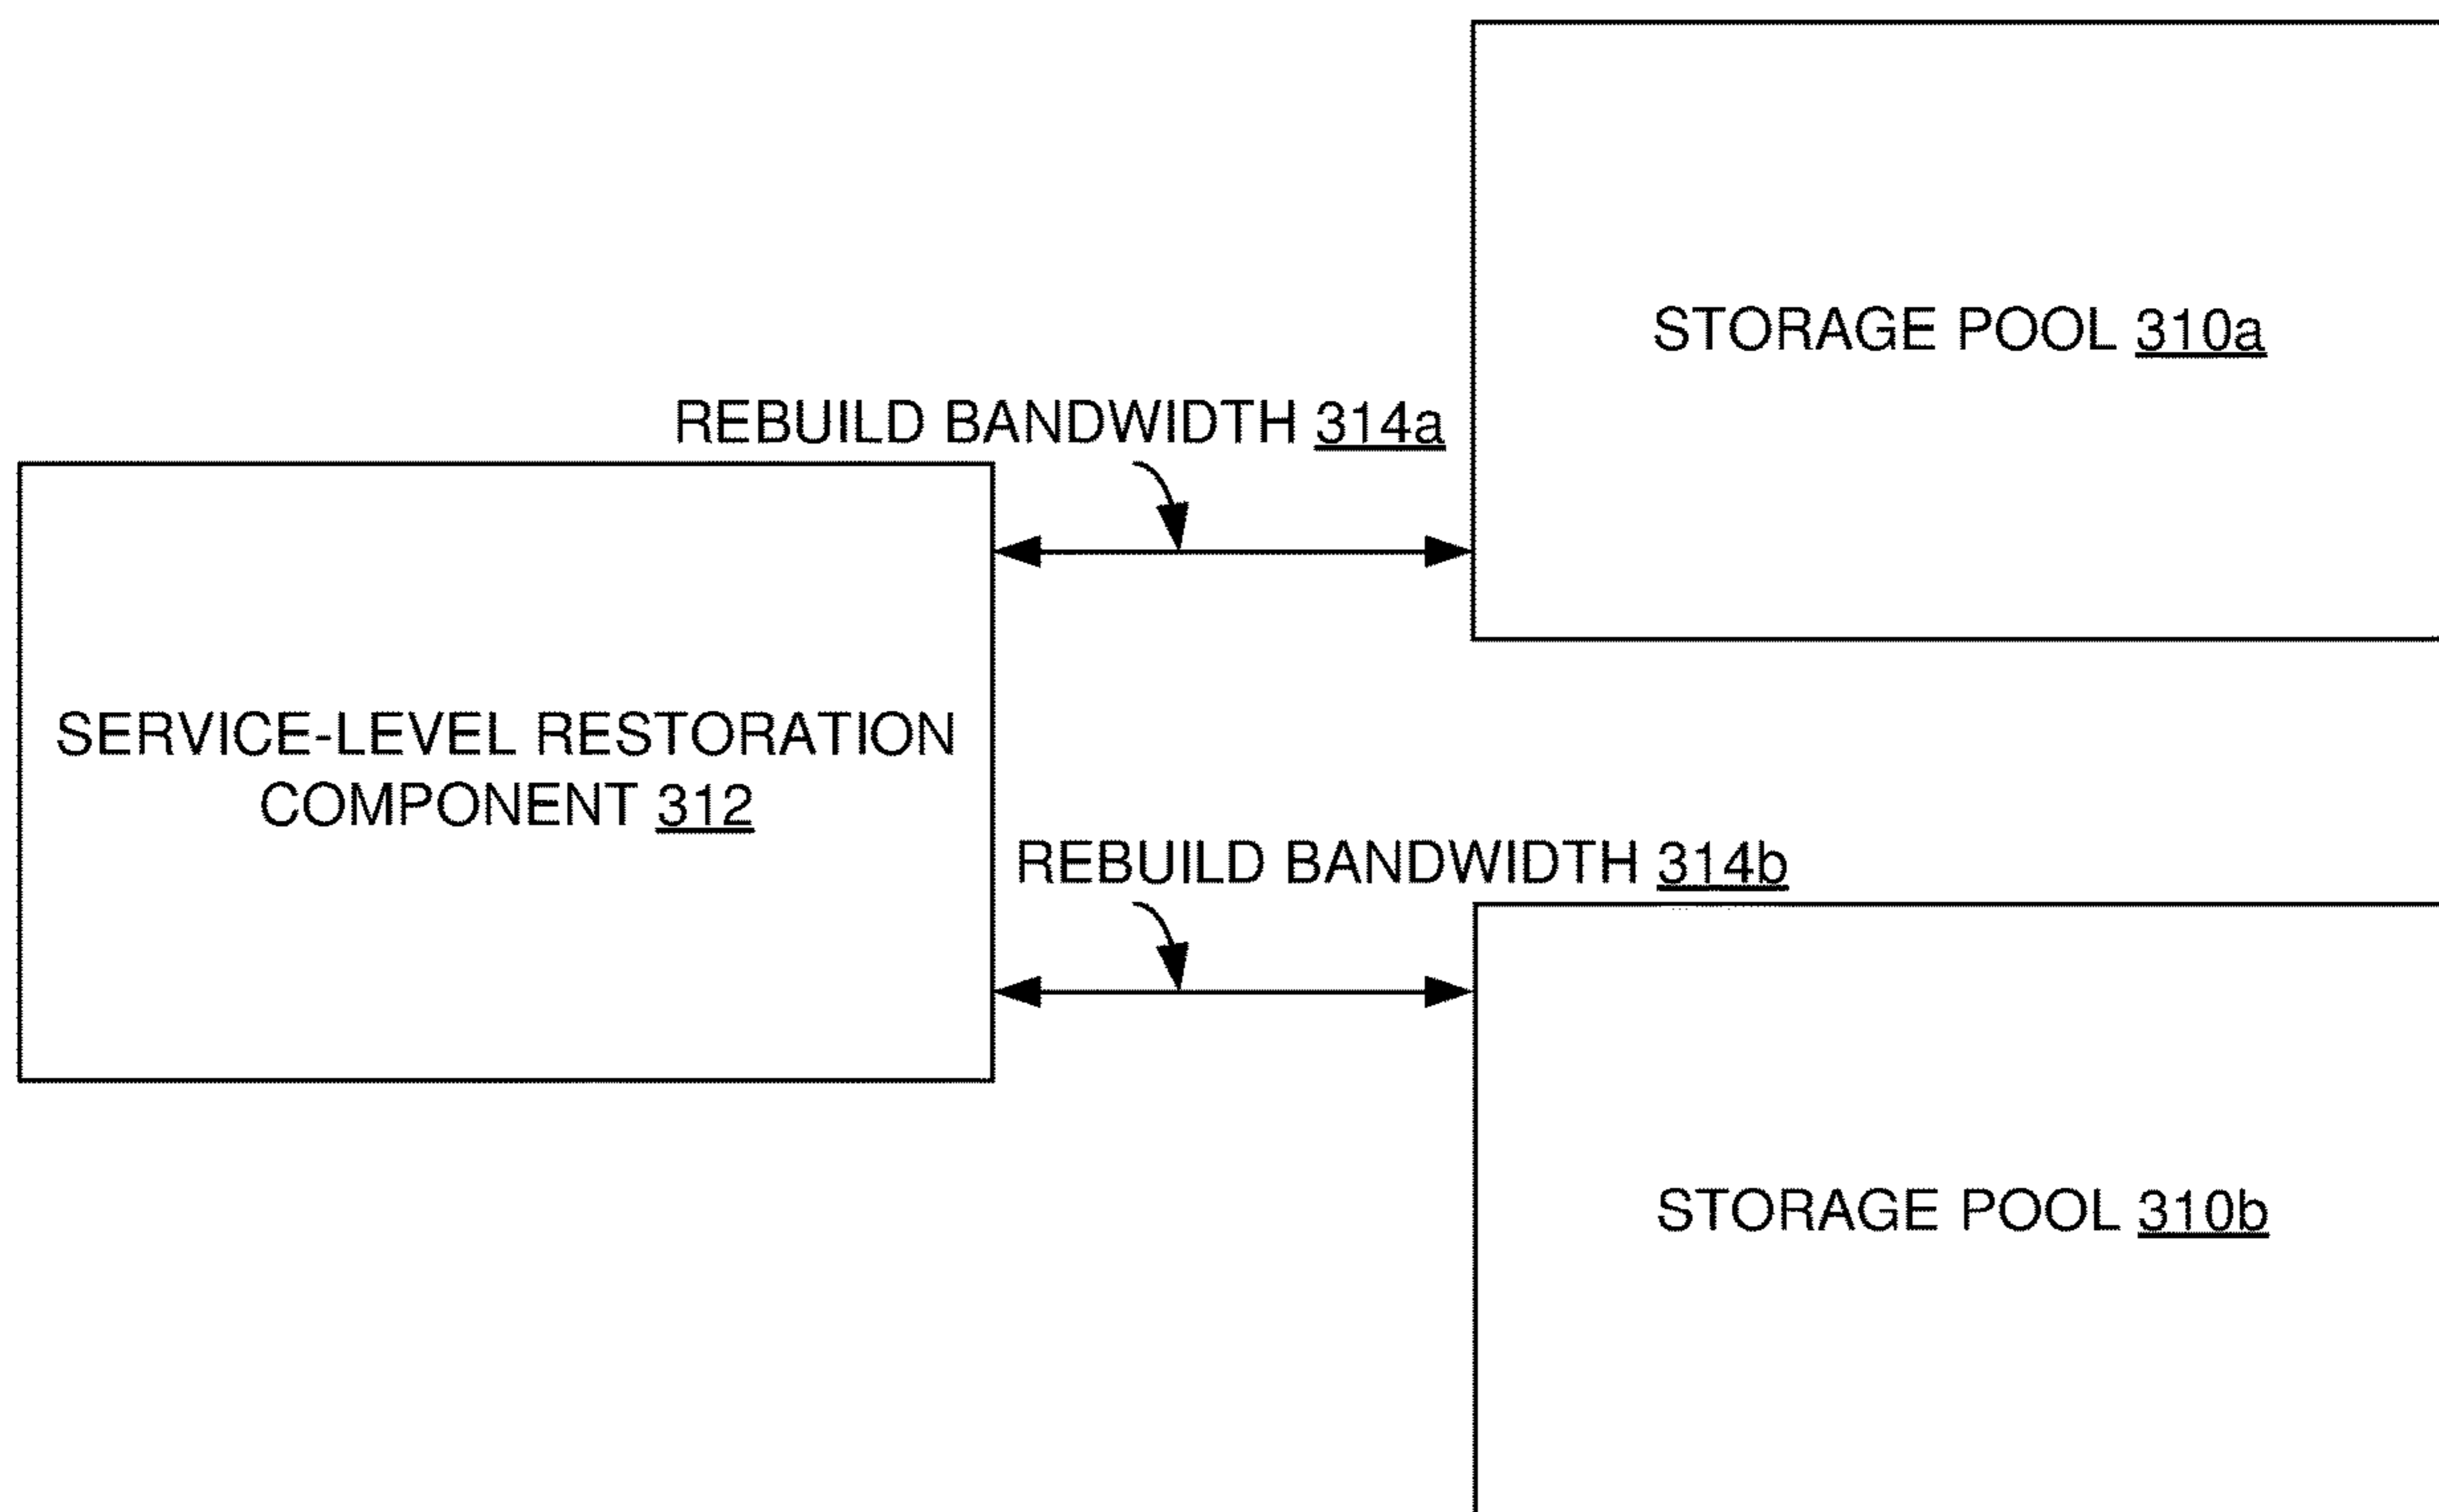 STORAGE POOL 310a
REBUILD BANDWIDTH 314a
SERVICE-LEVEL RESTORATION
COMPONENT 312
REBUILD BANDWIDTH 314b
STORAGE POOL 310b